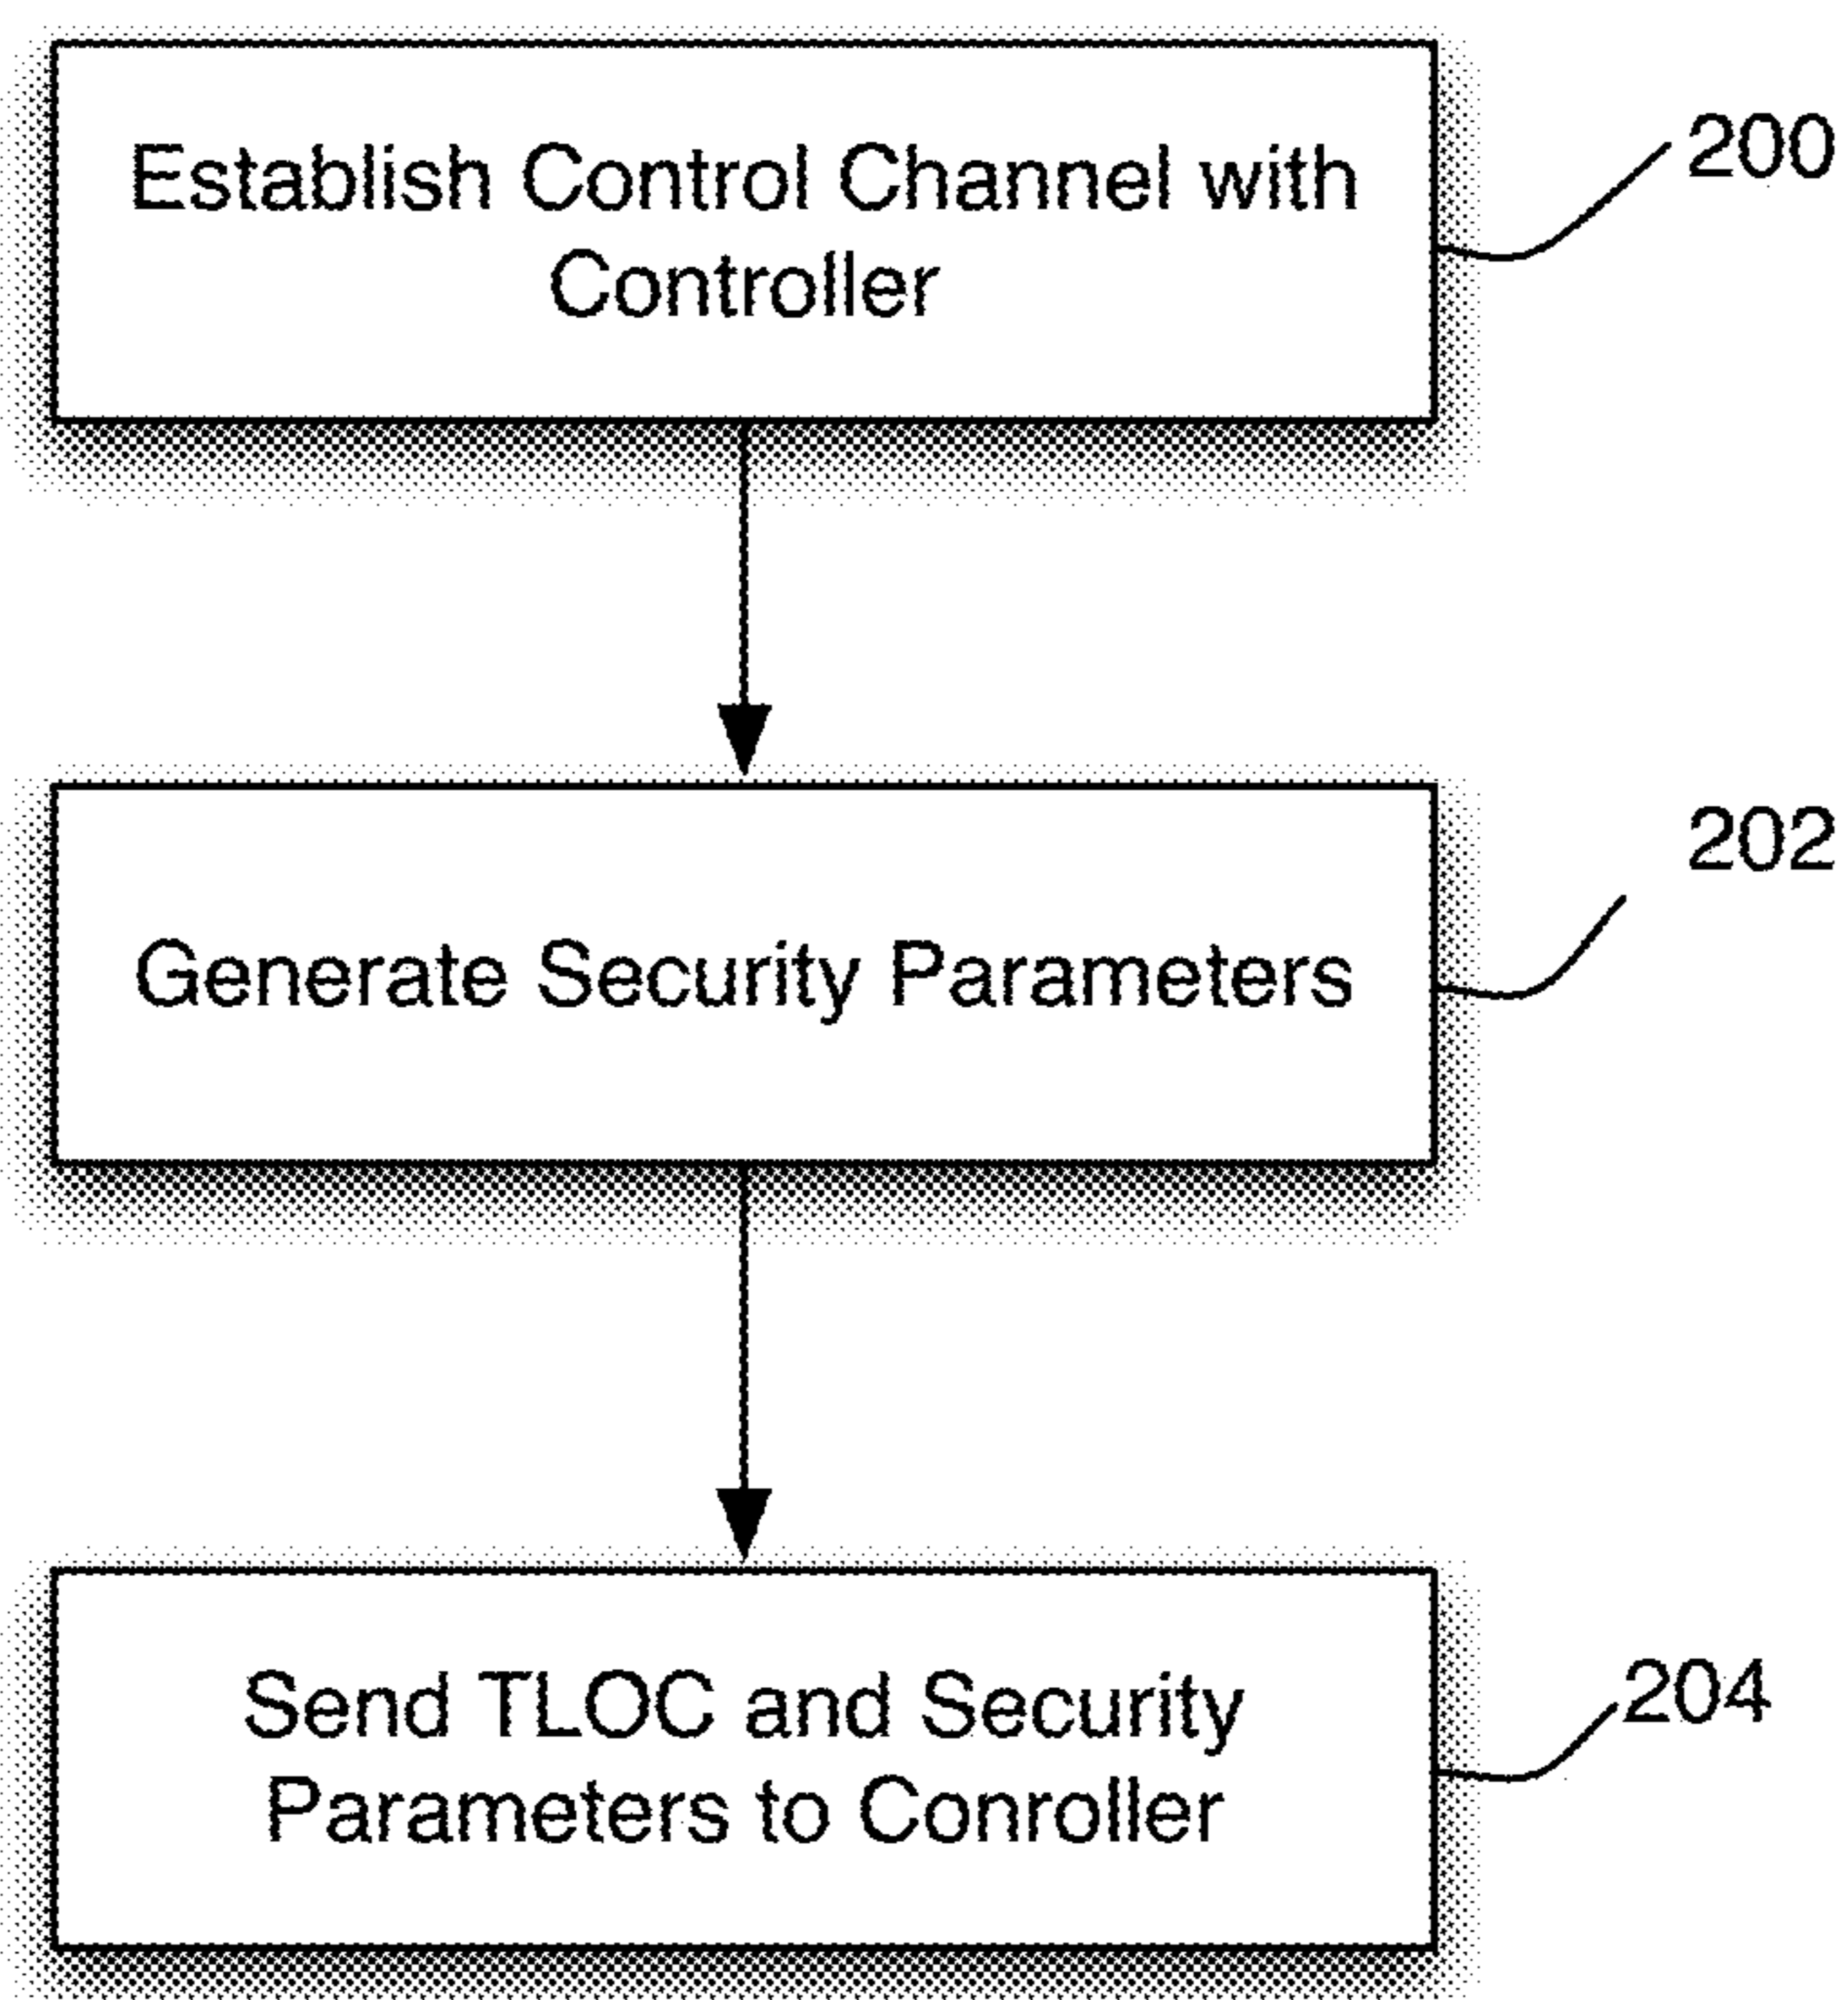 Establish Control Channel with
Controller
200
Generate Security Parameters
202
Send TLOC and Security
Parameters to Conroller
204